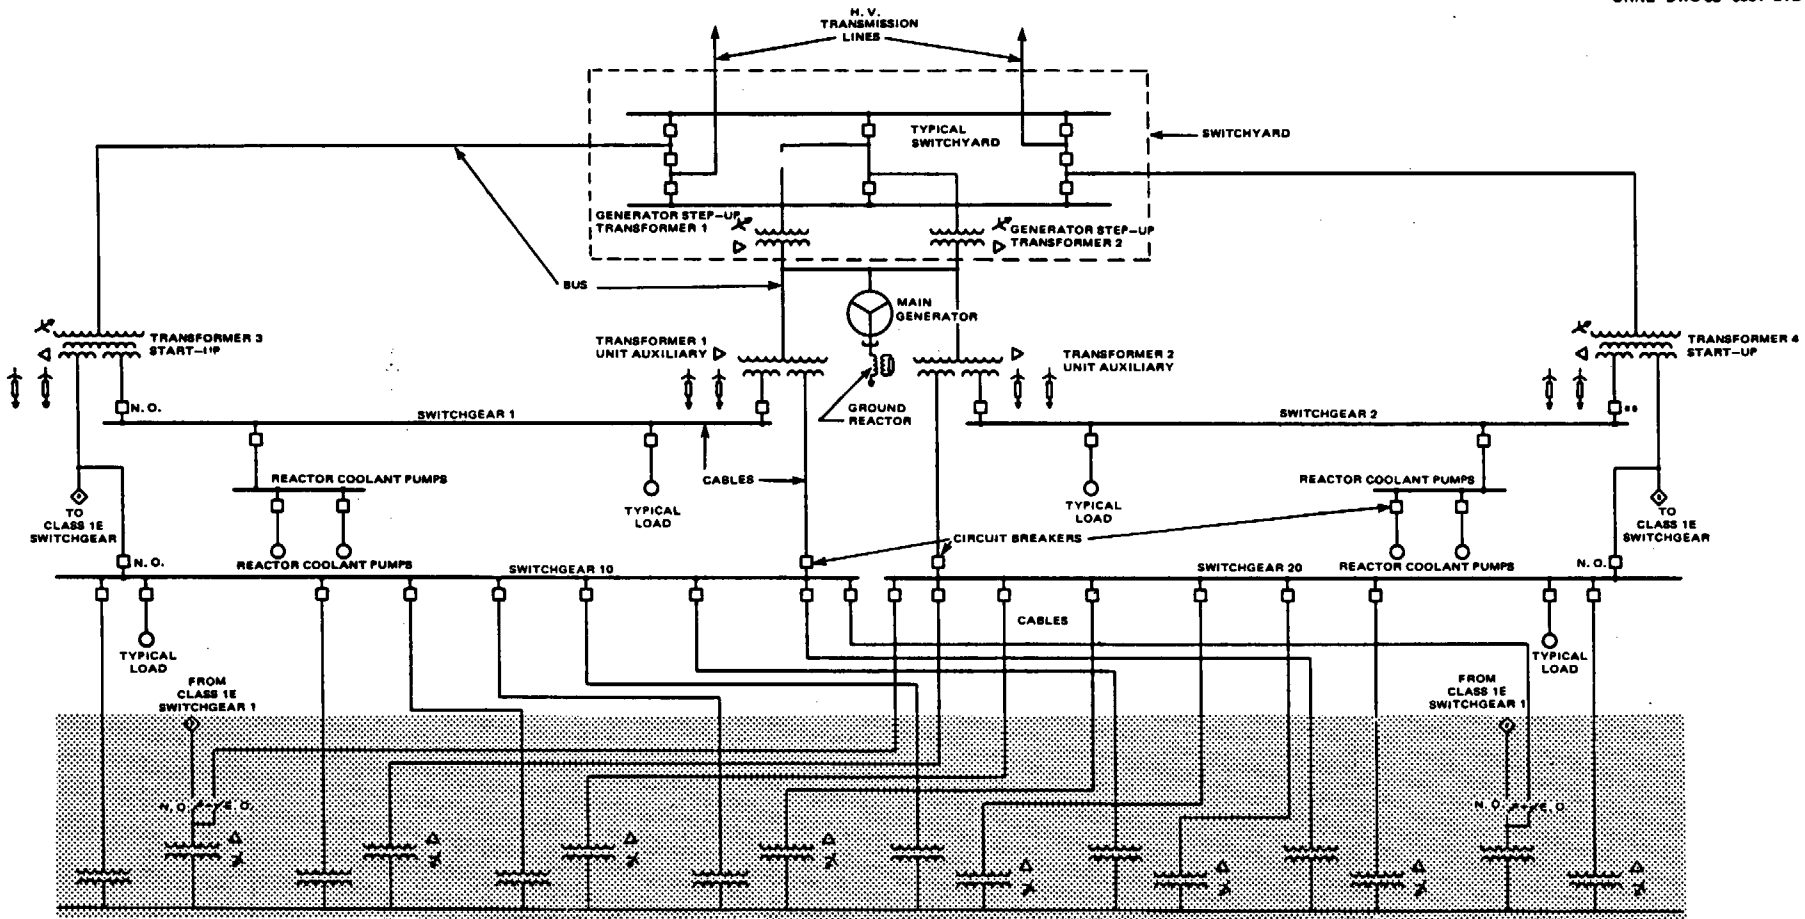 H.V.
TRANSMISSION
LINES
TYPICAL
SWITCHYARD
SWITCHYARD
GENERATOR STEP-UP
TRANSFORMER 1
GENERATOR STEP-UP
TRANSFORMER 2
BUS
MAIN
GENERATOR
TRANSFORMER 3
START-UP
TRANSFORMER 1
UNIT AUXILIARY
TRANSFORMER 2
UNIT AUXILIARY
TRANSFORMER 4
START-UP
N.O.
SWITCHGEAR 1
GROUND
REACTOR
SWITCHGEAR 2
REACTOR COOLANT PUMPS
CABLES
REACTOR COOLANT PUMPS
TO
CLASS 1E
SWITCHGEAR
TYPICAL
LOAD
TYPICAL
LOAD
TO
CLASS 1E
SWITCHGEAR
CIRCUIT BREAKERS
N.O.
REACTOR COOLANT PUMPS
SWITCHGEAR 10
SWITCHGEAR 20
REACTOR COOLANT PUMPS
N.O.
CABLES
TYPICAL
LOAD
TYPICAL
LOAD
FROM
CLASS 1E
SWITCHGEAR 1
FROM
CLASS 1E
SWITCHGEAR 1
N.O.
E.O.
N.O.
E.O.